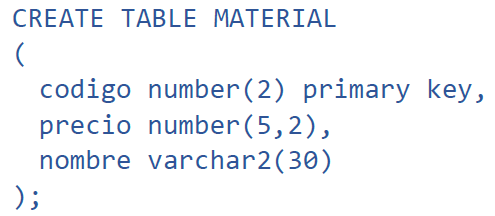 CREATE TABLE MATERIAL
(
codigo number(2) primary key,
precio number(5,2),
nombre varchar2(30)
);